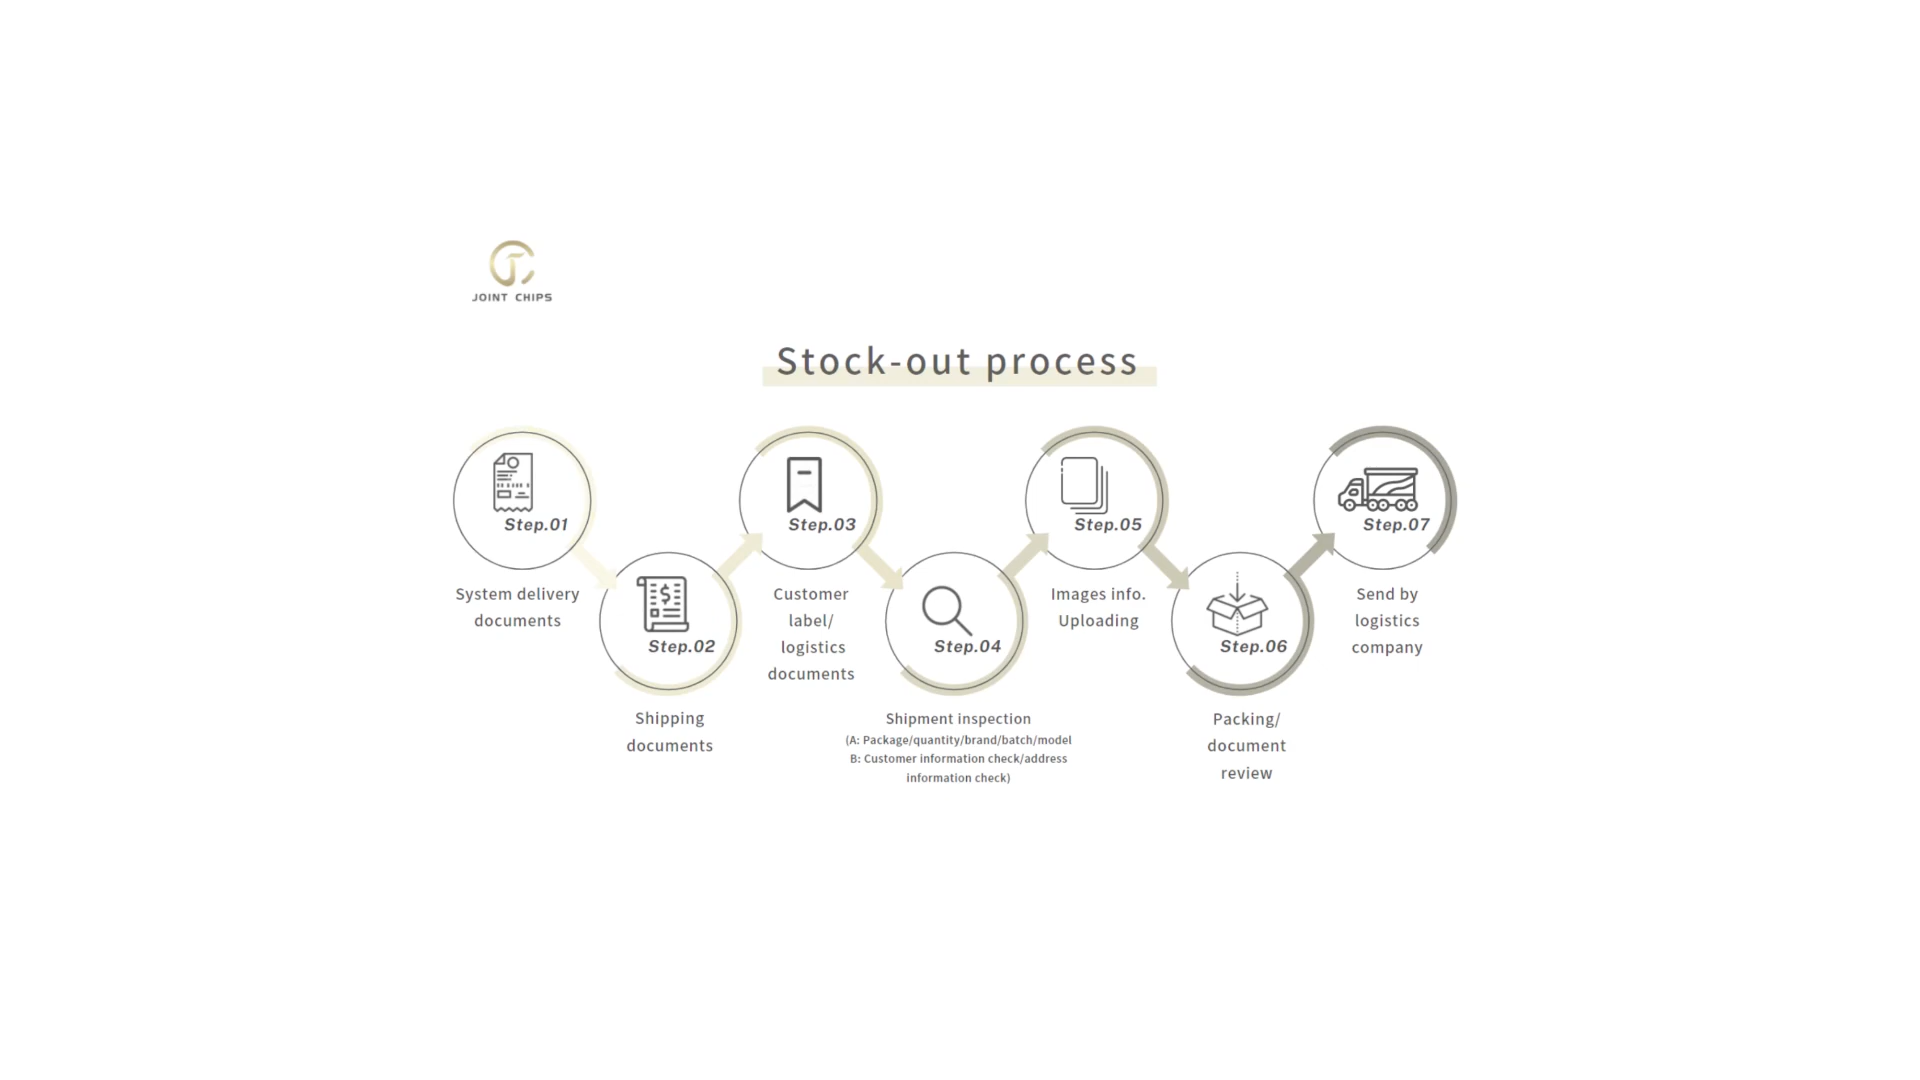 JOINT CHIPS
Stock-out process
Step.01
System delivery
documents
Step.02
Shipping
documents
Step.03
Customer
label/
logistics
documents
Step.04
Shipment inspection
(A: Package/quantity/brand/batch/model
B: Customer information check/address
information check)
Step.05
Images info.
Uploading
Step.06
Packing/
document
review
Step.07
Send by
logistics
company